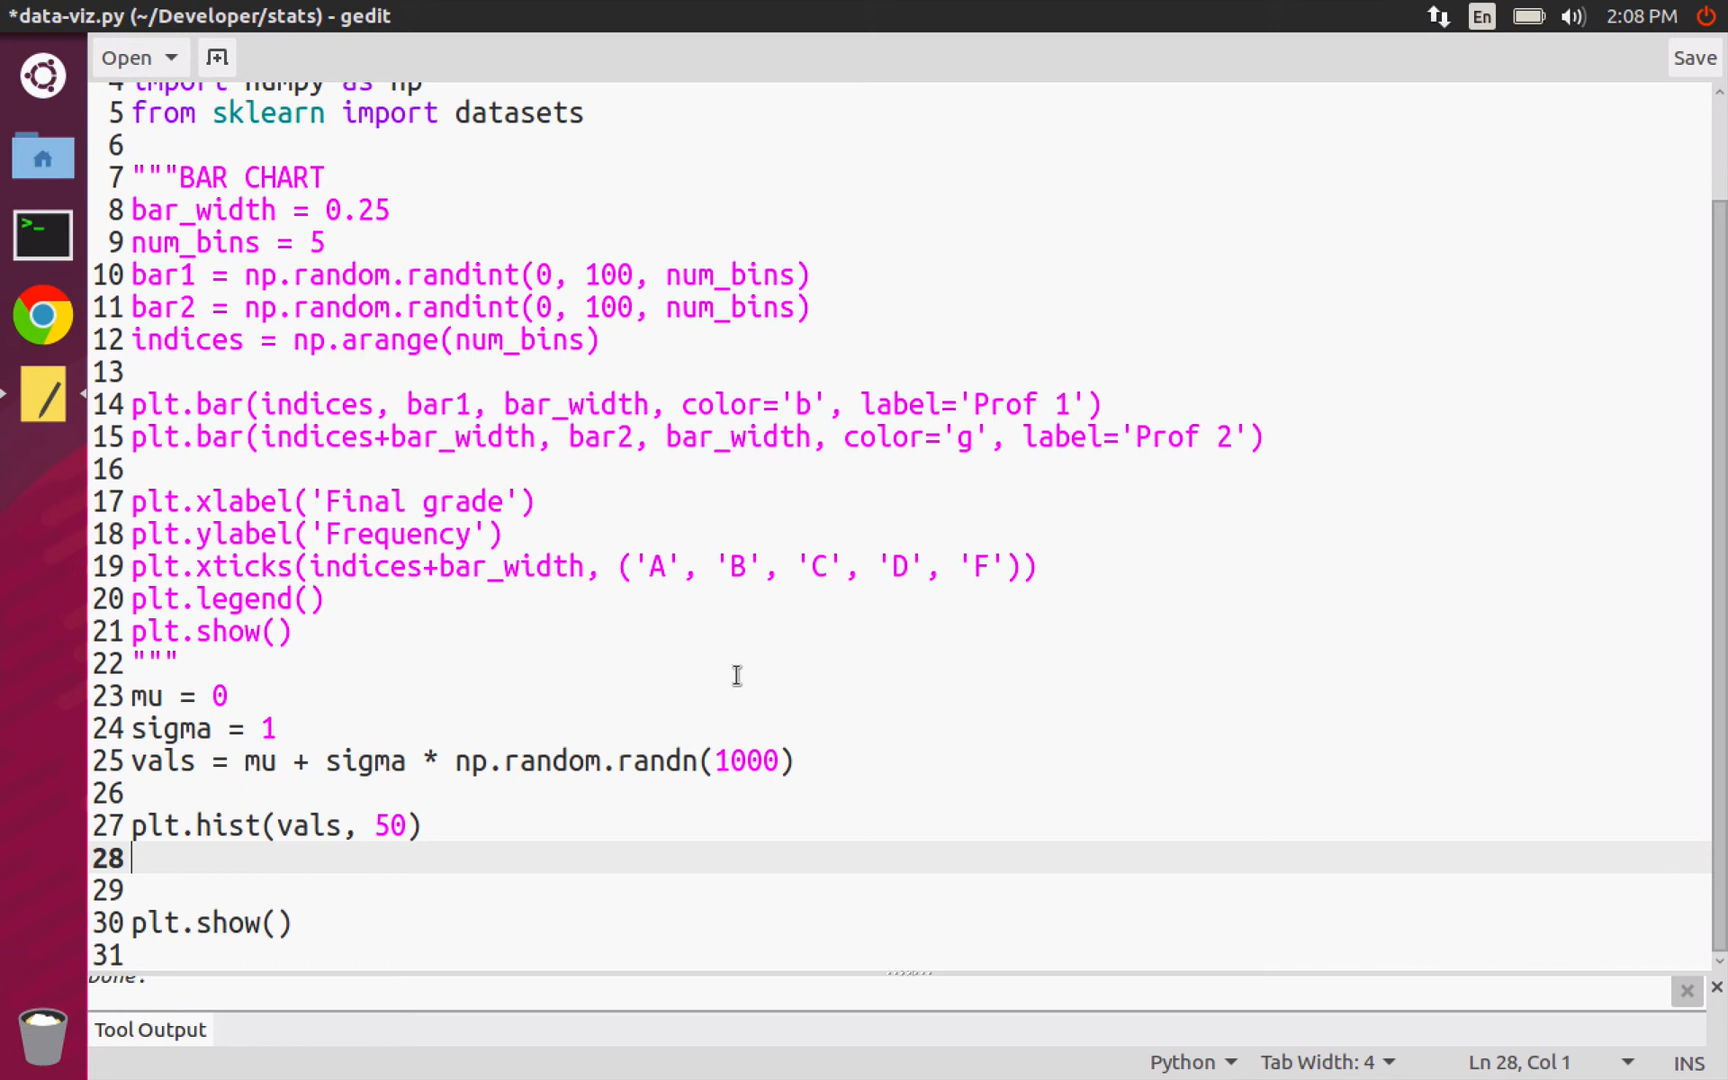 *data-viz.py (~/Developer/stats) - gedit
En
2:08 PM
Open
Save
4 import numpy as np
5 from sklearn import datasets
6
7 """BAR CHART
8 bar_width = 0.25
9 num_bins = 5
10 bar1 = np.random.randint(0, 100, num_bins)
11 bar2 = np.random.randint(0, 100, num_bins)
12 indices = np.arange(num_bins)
13
14 plt.bar(indices, bar1, bar_width, color='b', label='Prof 1')
15 plt.bar(indices+bar_width, bar2, bar_width, color='g', label='Prof 2')
16
17 plt.xlabel('Final grade')
18 plt.ylabel('Frequency')
19 plt.xticks(indices+bar_width, ('A', 'B', 'C', 'D', 'F'))
20 plt.legend()
21 plt.show()
22 """
23 mu = 0
24 sigma = 1
25 vals = mu + sigma * np.random.randn(1000)
26
27 plt.hist(vals, 50)
28
29
30 plt.show()
31
Done.
Tool Output
Python
Tab Width: 4
Ln 28, Col 1
INS